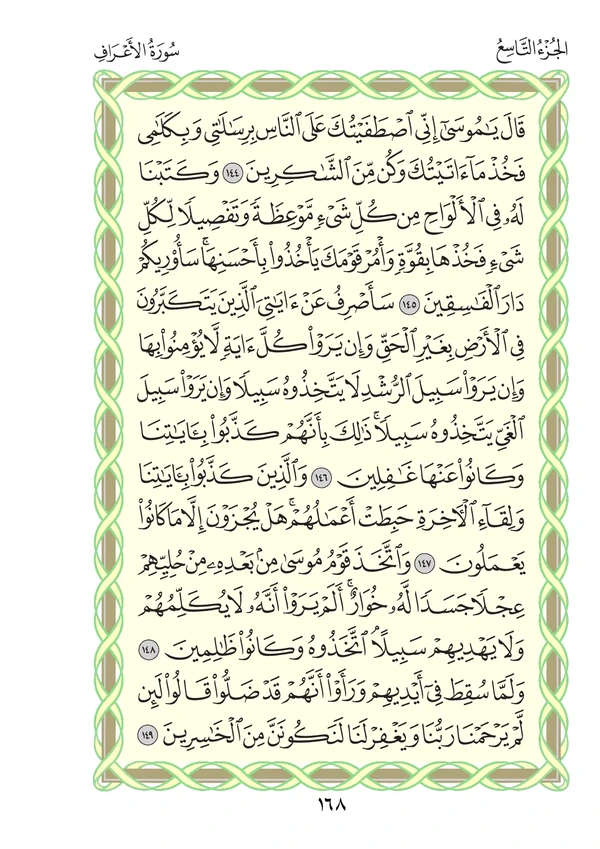 الجُزْءُ التَّاسِعُ
سُورَةُ الأَعْرَافِ
قَالَ يَٰمُوسَىٰٓ إِنِّي ٱصۡطَفَيۡتُكَ عَلَى ٱلنَّاسِ بِرِسَٰلَٰتِي وَبِكَلَٰمِي
فَخُذۡ مَآ ءَاتَيۡتُكَ وَكُن مِّنَ ٱلشَّٰكِرِينَ ١٤٤ وَكَتَبۡنَا
لَهُۥ فِي ٱلۡأَلۡوَاحِ مِن كُلِّ شَيۡءٖ مَّوۡعِظَةٗ وَتَفۡصِيلٗا لِّكُلِّ
شَيۡءٖ فَخُذۡهَا بِقُوَّةٖ وَأۡمُرۡ قَوۡمَكَ يَأۡخُذُواْ بِأَحۡسَنِهَاۚ سَأُوْرِيكُمۡ
دَارَ ٱلۡفَٰسِقِينَ ١٤٥ سَأَصۡرِفُ عَنۡ ءَايَٰتِيَ ٱلَّذِينَ يَتَكَبَّرُونَ
فِي ٱلۡأَرۡضِ بِغَيۡرِ ٱلۡحَقِّ وَإِن يَرَوۡاْ كُلَّ ءَايَةٖ لَّا يُؤۡمِنُواْ بِهَا
وَإِن يَرَوۡاْ سَبِيلَ ٱلرُّشۡدِ لَا يَتَّخِذُوهُ سَبِيلٗا وَإِن يَرَوۡاْ سَبِيلَ
ٱلۡغَيِّ يَتَّخِذُوهُ سَبِيلٗاۚ ذَٰلِكَ بِأَنَّهُمۡ كَذَّبُواْ بِـَٔايَٰتِنَا
وَكَانُواْ عَنۡهَا غَٰفِلِينَ ١٤٦ وَٱلَّذِينَ كَذَّبُواْ بِـَٔايَٰتِنَا
وَلِقَآءِ ٱلۡأٓخِرَةِ حَبِطَتۡ أَعۡمَٰلُهُمۡۚ هَلۡ يُجۡزَوۡنَ إِلَّا مَا كَانُواْ
يَعۡمَلُونَ ١٤٧ وَٱتَّخَذَ قَوۡمُ مُوسَىٰ مِنۢ بَعۡدِهِۦ مِنۡ حُلِيِّهِمۡ
عِجۡلٗا جَسَدٗا لَّهُۥ خُوَارٌۚ أَلَمۡ يَرَوۡاْ أَنَّهُۥ لَا يُكَلِّمُهُمۡ
وَلَا يَهۡدِيهِمۡ سَبِيلًاۘ ٱتَّخَذُوهُ وَكَانُواْ ظَٰلِمِينَ ١٤٨
وَلَمَّا سُقِطَ فِيٓ أَيۡدِيهِمۡ وَرَأَوۡاْ أَنَّهُمۡ قَدۡ ضَلُّواْ قَالُواْ لَئِن
لَّمۡ يَرۡحَمۡنَا رَبُّنَا وَيَغۡفِرۡ لَنَا لَنَكُونَنَّ مِنَ ٱلۡخَٰسِرِينَ ١٤٩
١٦٨